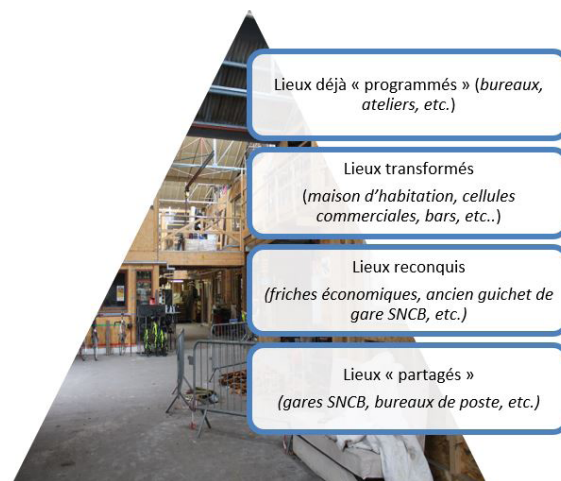 Lieux déjà « programmés » (bureaux,
ateliers, etc.)
Lieux transformés
(maison d’habitation, cellules
commerciales, bars, etc..)
Lieux reconquis
(friches économiques, ancien guichet de
gare SNCB, etc.)
Lieux « partagés »
(gares SNCB, bureaux de poste, etc.)